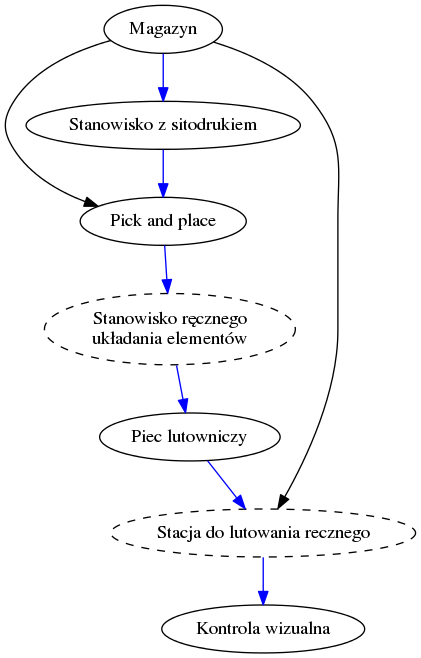 Magazyn
Stanowisko z sitodrukiem
Pick and place
Stanowisko ręcznego
układania elementów
Piec lutowniczy
Stacja do lutowania recznego
Kontrola wizualna